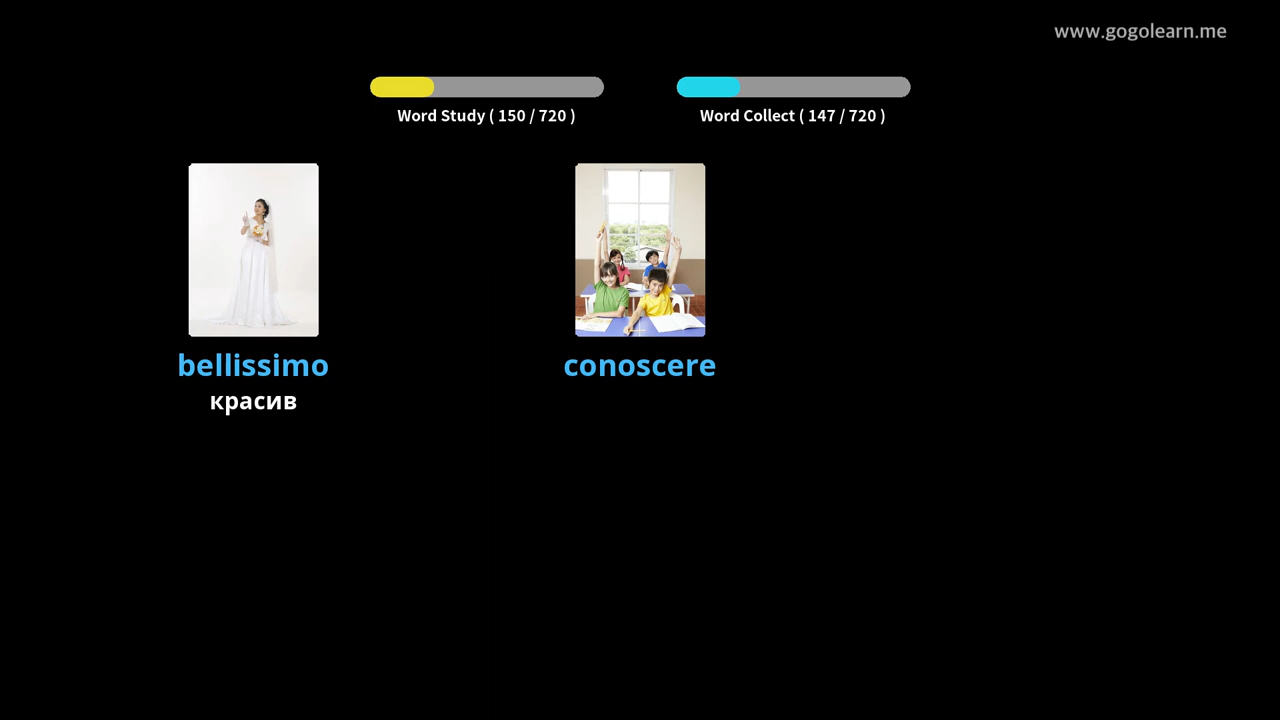 www.gogolearn.me
Word Study ( 150 / 720 )
Word Collect ( 147 / 720 )
bellissimo
conoscere
красив